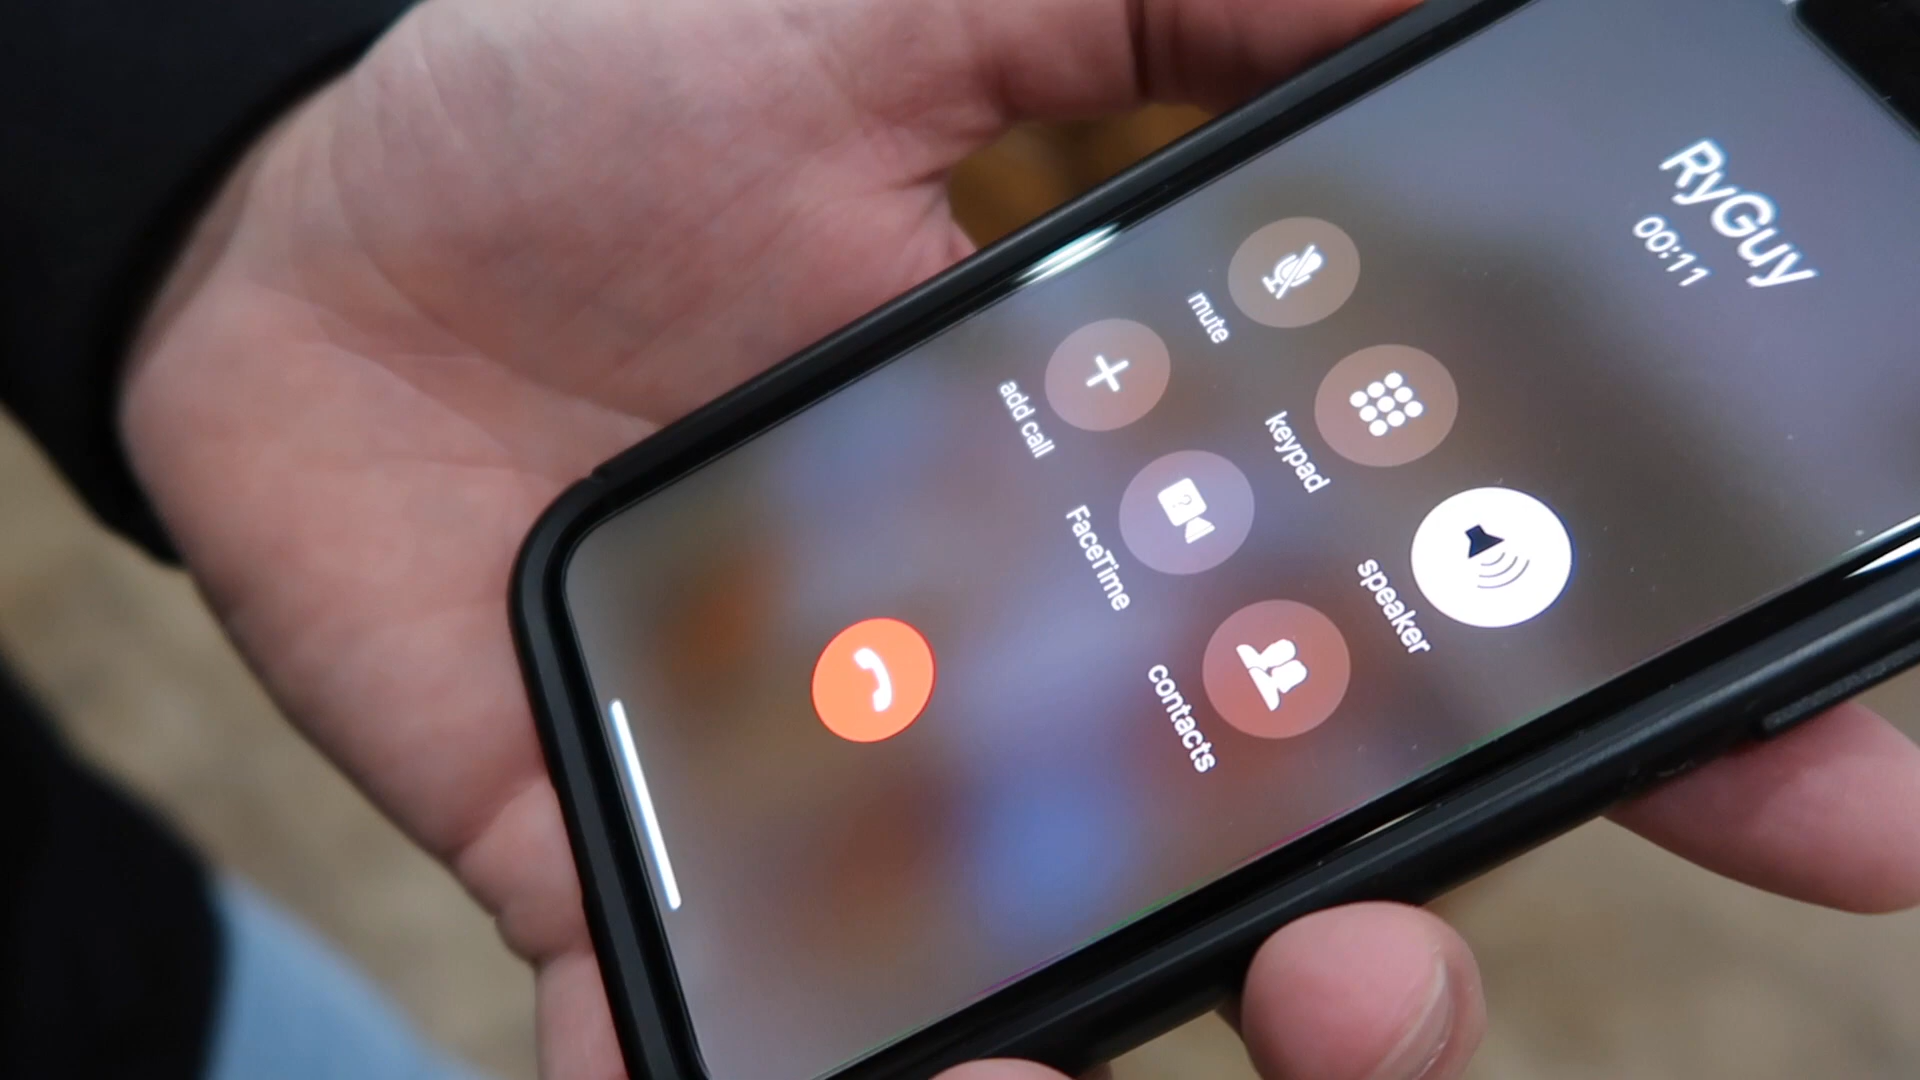 RyGuy
00:11
mute
keypad
speaker
add call
FaceTime
contacts